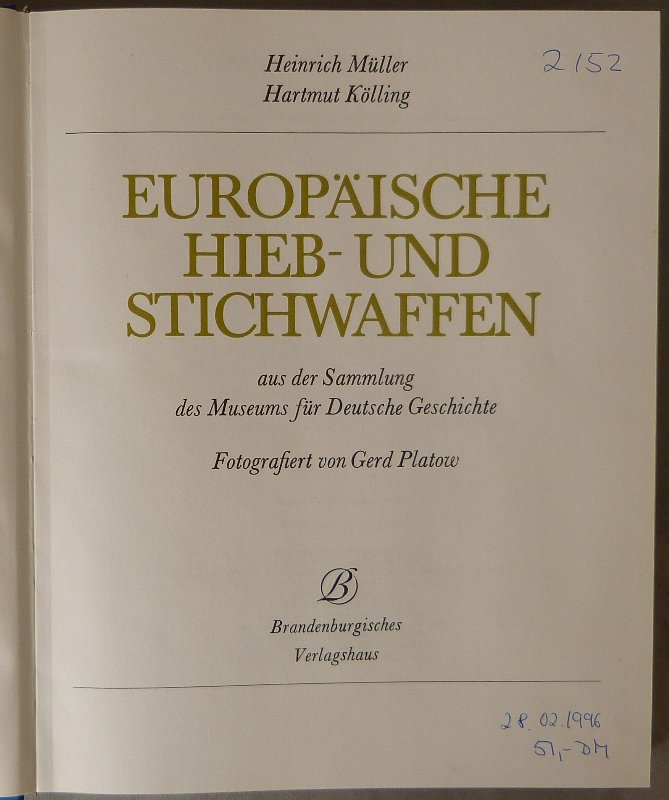 Heinrich Müller
2152
Hartmut Kölling
EUROPÄISCHE
HIEB- UND
STICHWAFFEN
aus der Sammlung
des Museums für Deutsche Geschichte
Fotografiert von Gerd Platow
B
Brandenburgisches
Verlagshaus
28.02.1996
51,- DM